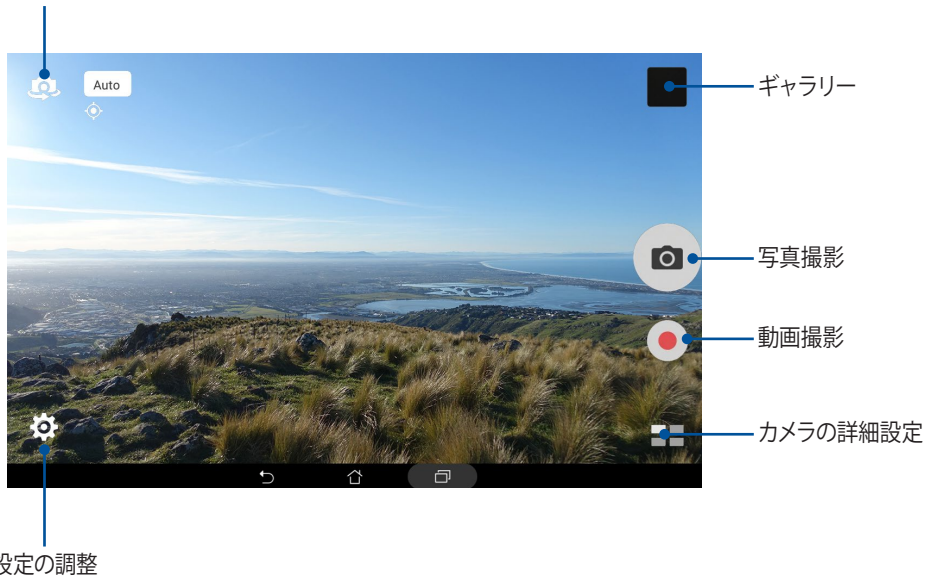 Auto
ギャラリー
写真撮影
動画撮影
カメラの詳細設定
設定の調整